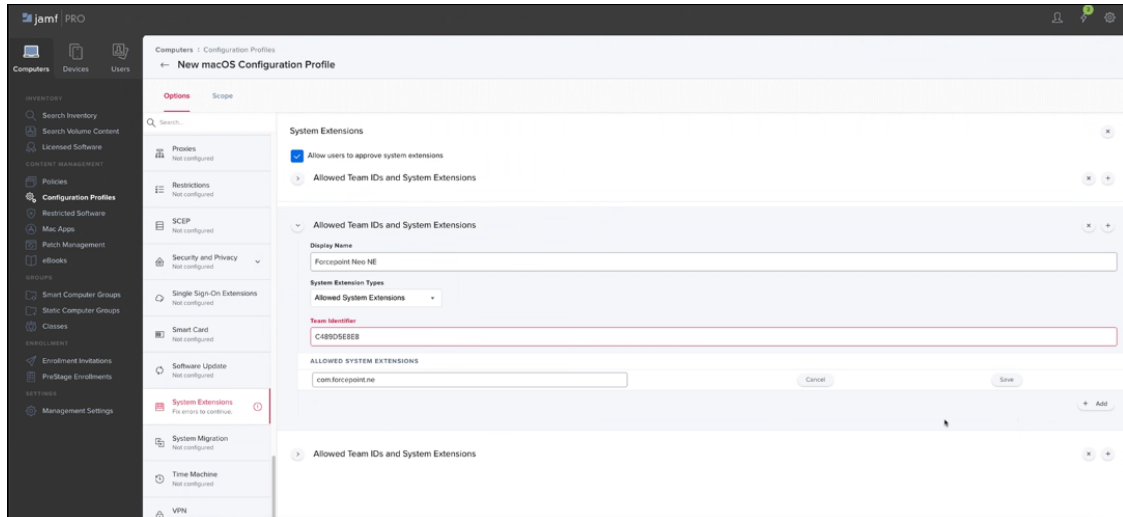 jamf PRO
3
Computers
Devices
Users
INVENTORY
Search Inventory
Search Volume Content
Licensed Software
CONTENT MANAGEMENT
Policies
Configuration Profiles
Restricted Software
Mac Apps
Patch Management
eBooks
GROUPS
Smart Computer Groups
Static Computer Groups
Classes
ENROLLMENT
Enrollment Invitations
PreStage Enrollments
SETTINGS
Management Settings
Computers : Configuration Profiles
← New macOS Configuration Profile
Options Scope
Search...
Proxies
Not configured
Restrictions
Not configured
SCEP
Not configured
Security and Privacy
Not configured
Single Sign-On Extensions
Not configured
Smart Card
Not configured
Software Update
Not configured
System Extensions
Fix errors to continue.
System Migration
Not configured
Time Machine
Not configured
VPN
System Extensions
Allow users to approve system extensions
Allowed Team IDs and System Extensions
Allowed Team IDs and System Extensions
Display Name
Forcepoint Neo NE
System Extension Types
Allowed System Extensions
Team Identifier
ALLOWED SYSTEM EXTENSIONS
com.forcepoint.ne
Cancel
Save
+ Add
Allowed Team IDs and System Extensions